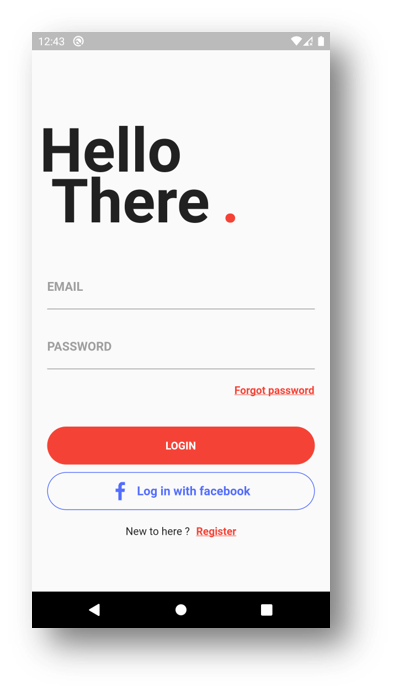 12:43
Hello
There .
EMAIL
PASSWORD
Forgot password
LOGIN
Log in with facebook
New to here ? Register